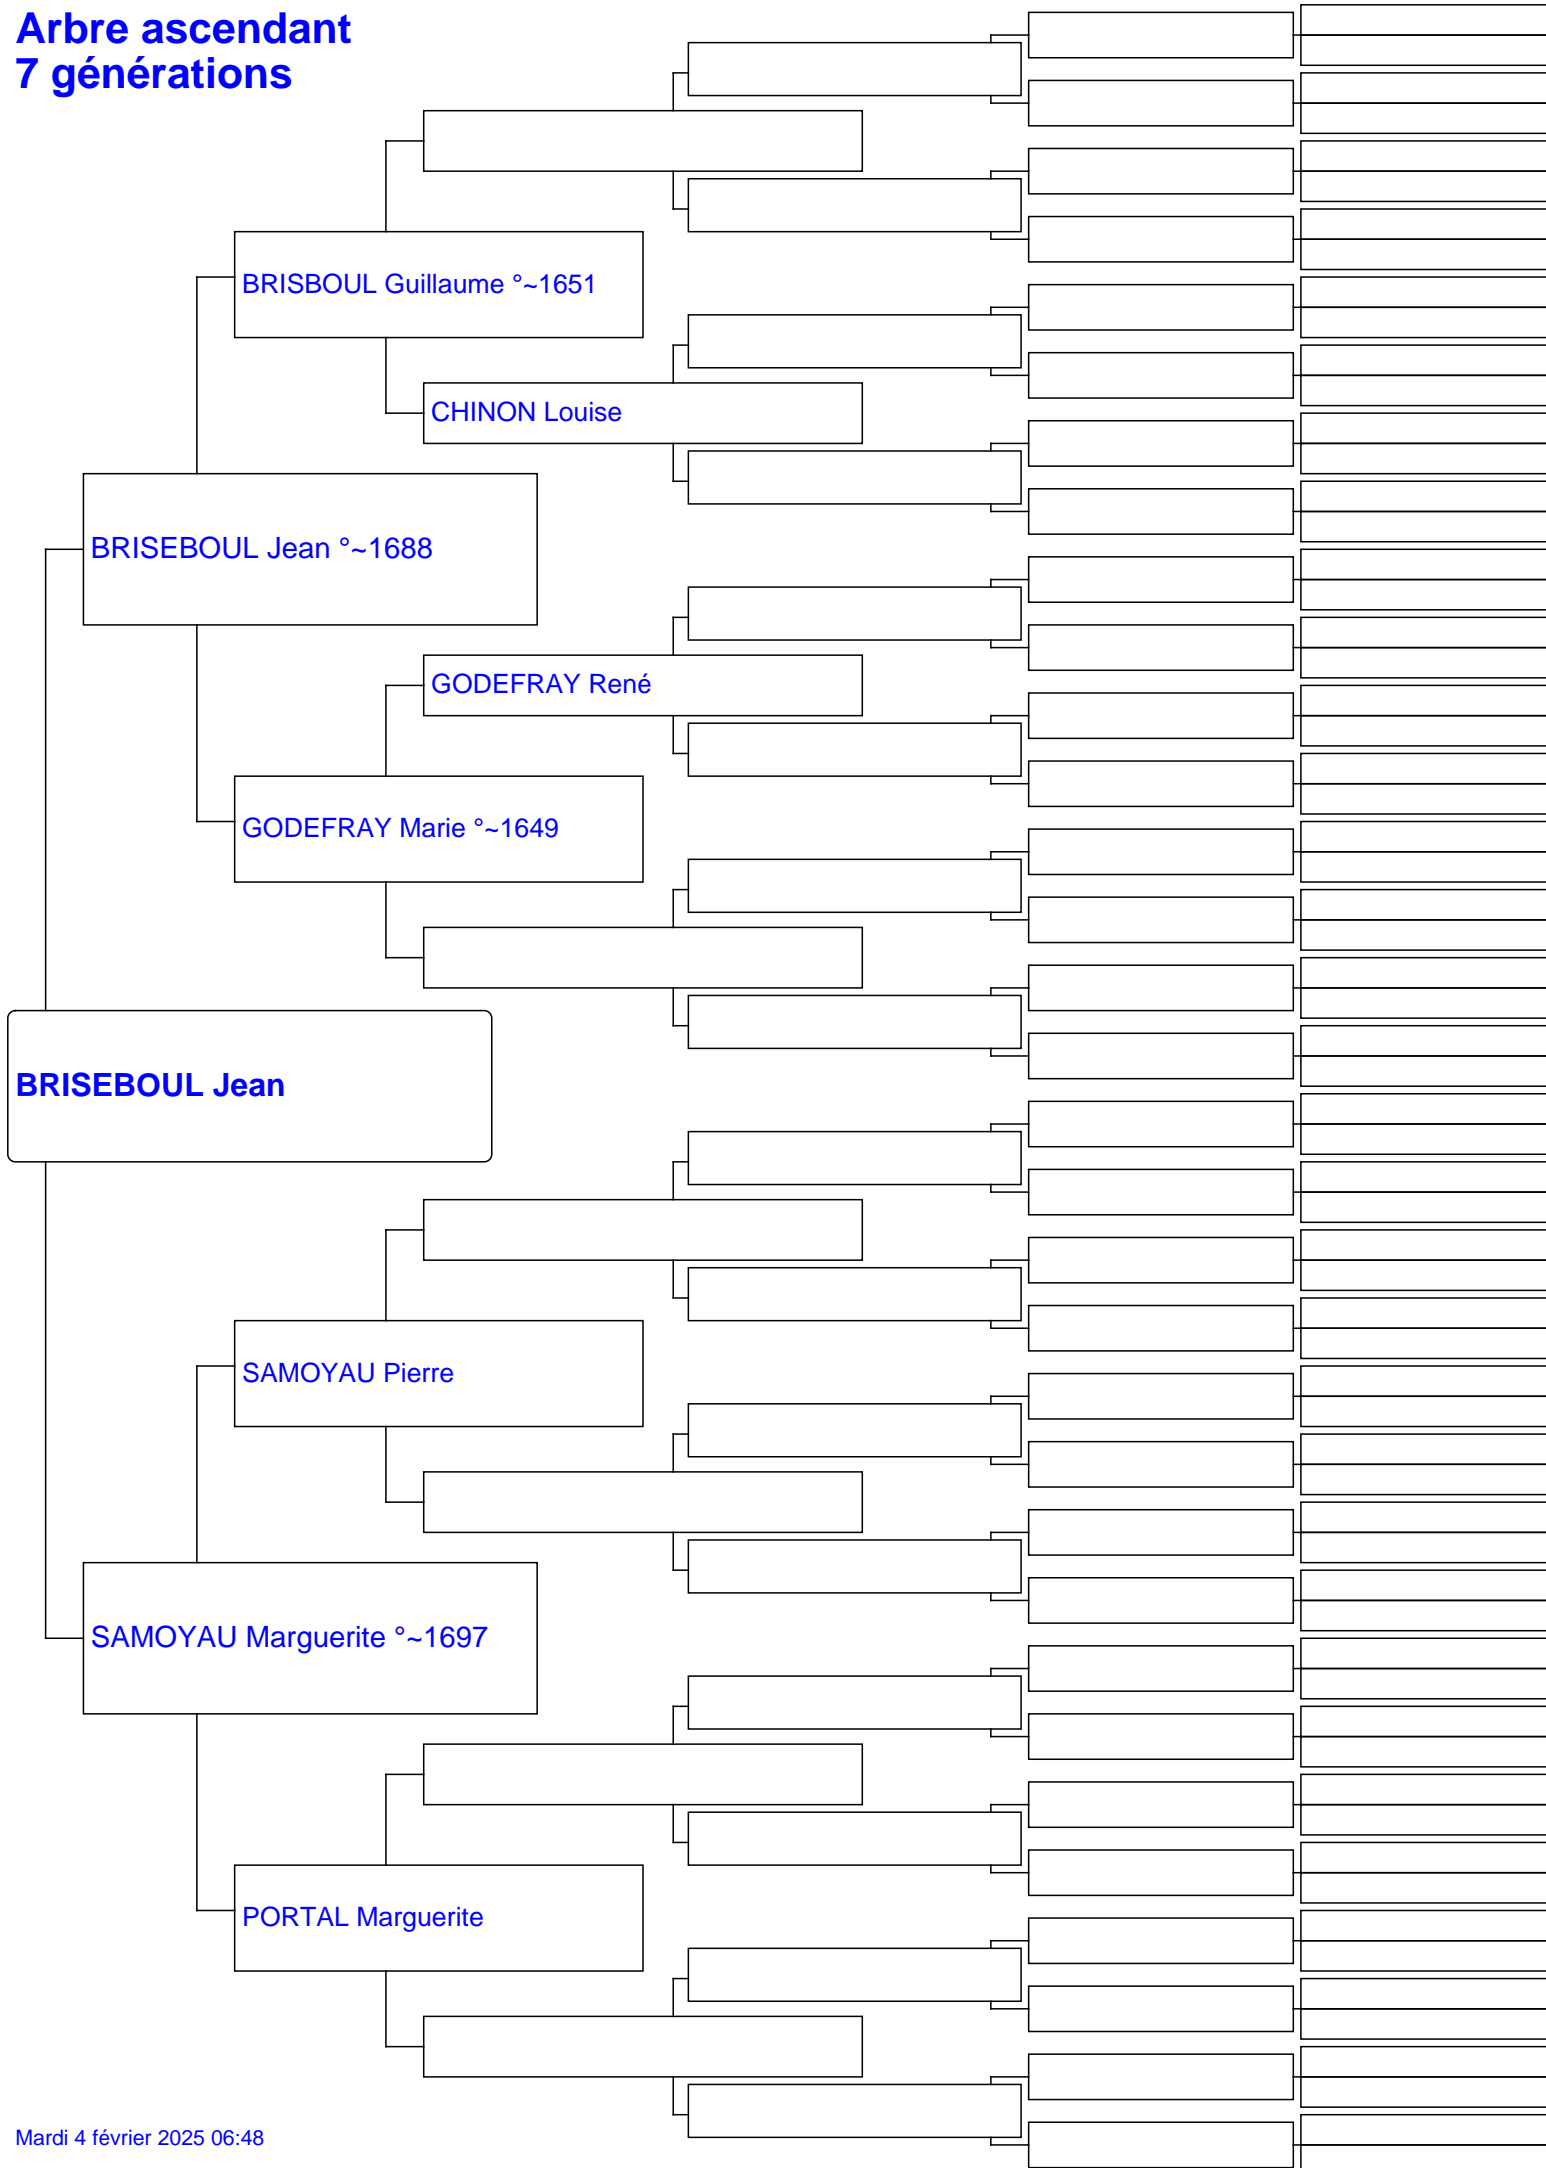 Arbre ascendant
7 générations
BRISBOUL Guillaume °~1651
CHINON Louise
BRISEBOUL Jean °~1688
GODEFRAY René
GODEFRAY Marie °~1649
BRISEBOUL Jean
SAMOYAU Pierre
SAMOYAU Marguerite °~1697
PORTAL Marguerite
Mardi 4 février 2025 06:48